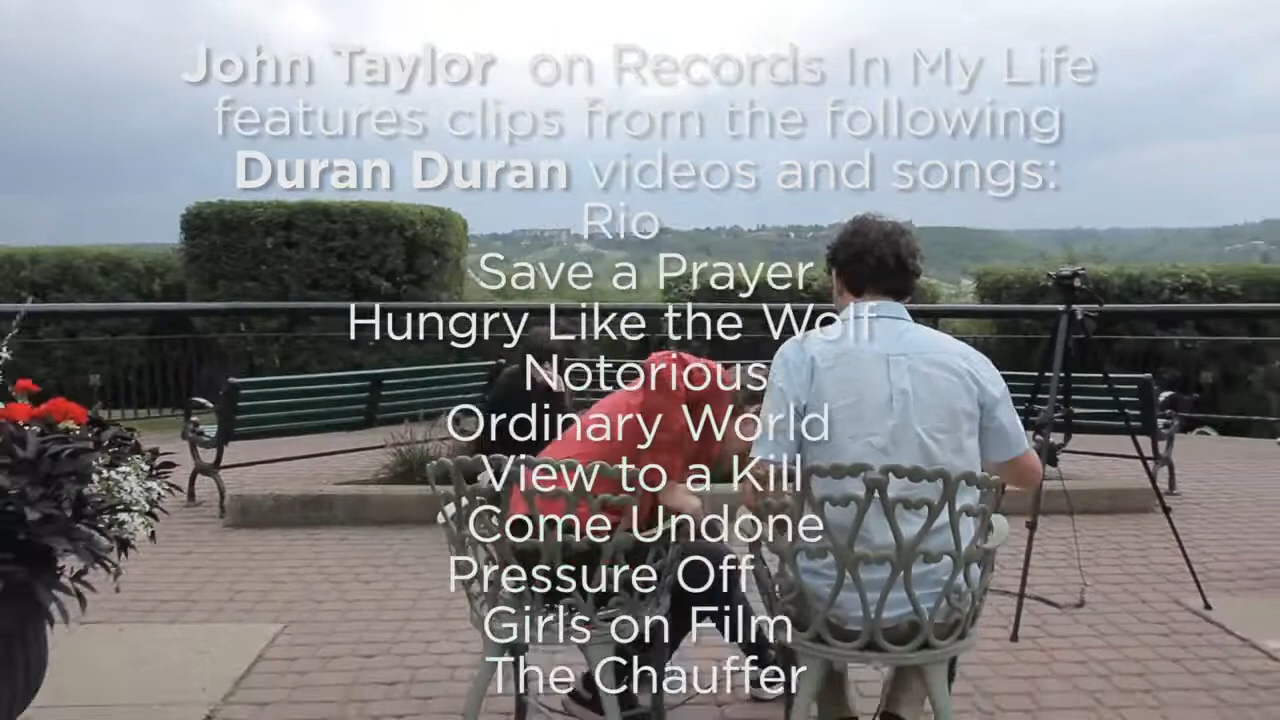 John Taylor on Records In My Life
features clips from the following
Duran Duran videos and songs:
Rio
Save a Prayer
Hungry Like the Wolf
Notorious
Ordinary World
View to a Kill
Come Undone
Pressure Off
Girls on Film
The Chauffer